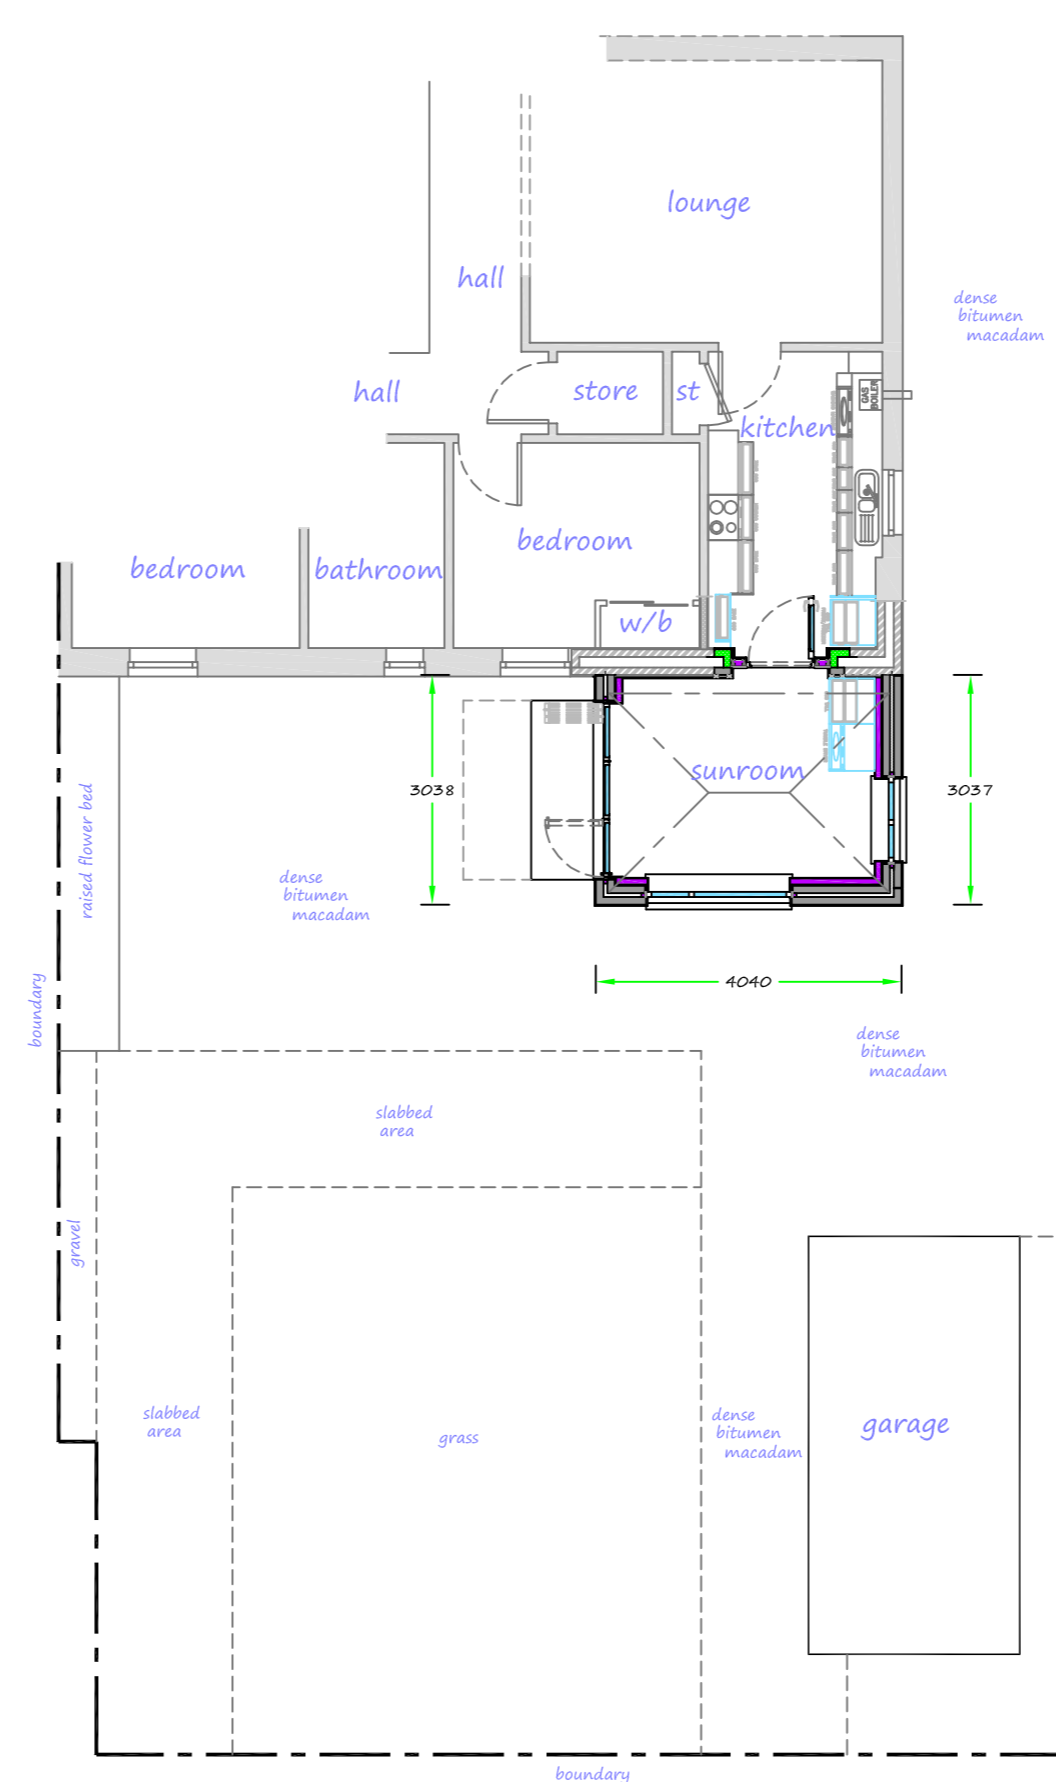 lounge
hall
dense
bitumen
macadam
hall
store
st
GAS
BOILER
kitchen
bedroom
bedroom
bathroom
w/b
sunroom
3038
3037
raised flower bed
dense
bitumen
macadam
4040
boundary
dense
bitumen
macadam
slabbed
area
gravel
slabbed
area
grass
dense
bitumen
macadam
garage
boundary